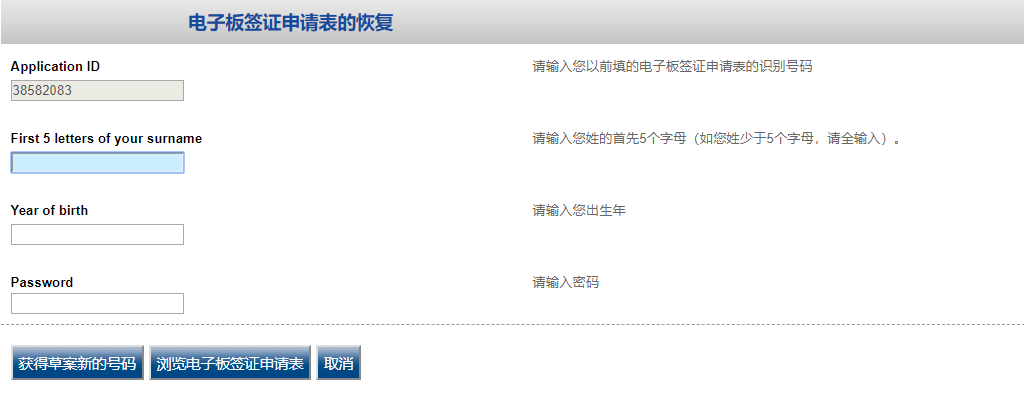 电子板签证申请表的恢复
Application ID
请输入您以前填的电子板签证申请表的识别号码
38582083
First 5 letters of your surname
请输入您姓的首先5个字母（如您姓少于5个字母，请全输入）。
Year of birth
请输入您出生年
Password
请输入密码
获得草案新的号码 浏览电子板签证申请表 取消